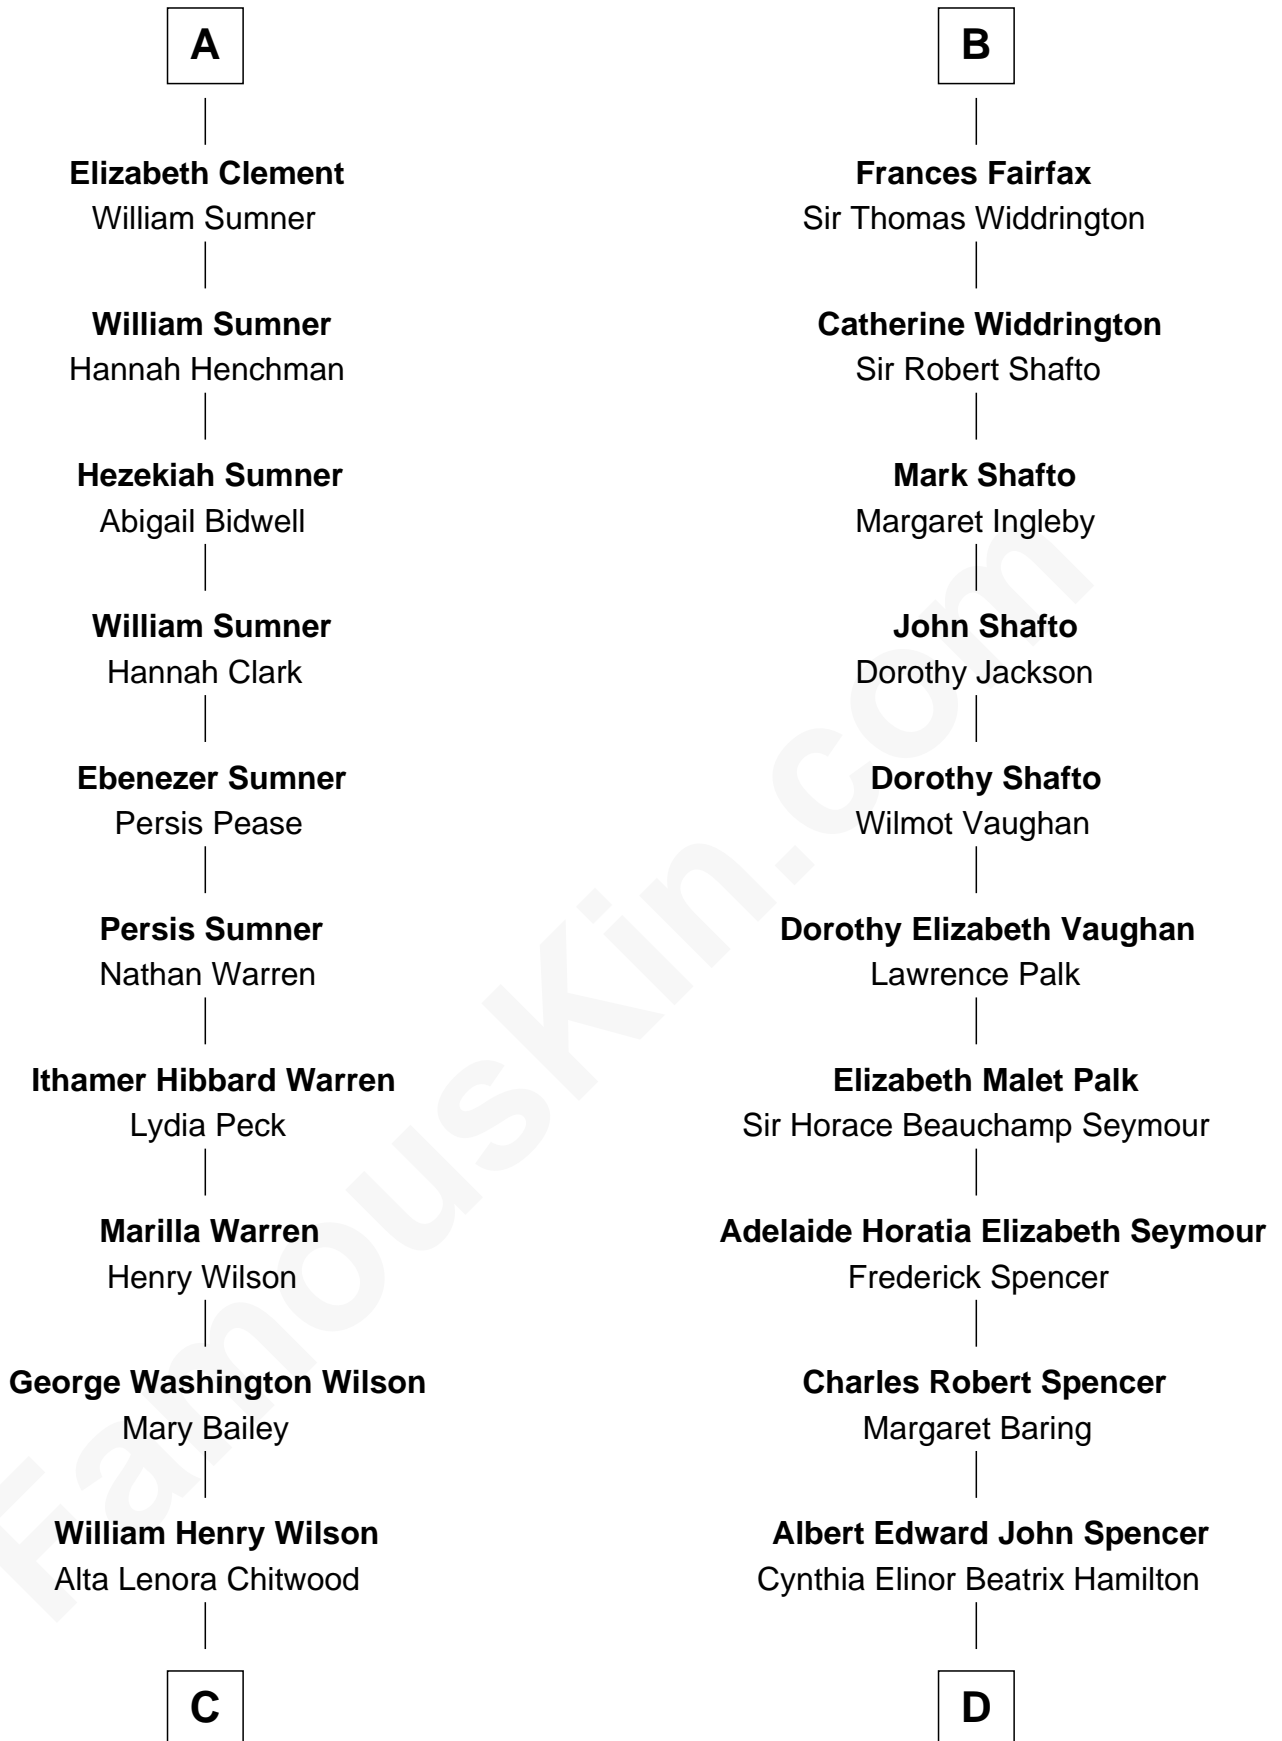 A
Elizabeth Clement
William Sumner
William Sumner
Hannah Henchman
Hezekiah Sumner
Abigail Bidwell
William Sumner
Hannah Clark
Ebenezer Sumner
Persis Pease
Persis Sumner
Nathan Warren
Ithamer Hibbard Warren
Lydia Peck
Marilla Warren
Henry Wilson
George Washington Wilson
Mary Bailey
William Henry Wilson
Alta Lenora Chitwood
C
B
Frances Fairfax
Sir Thomas Widdrington
Catherine Widdrington
Sir Robert Shafto
Mark Shafto
Margaret Ingleby
John Shafto
Dorothy Jackson
Dorothy Shafto
Wilmot Vaughan
Dorothy Elizabeth Vaughan
Lawrence Palk
Elizabeth Malet Palk
Sir Horace Beauchamp Seymour
Adelaide Horatia Elizabeth Seymour
Frederick Spencer
Charles Robert Spencer
Margaret Baring
Albert Edward John Spencer
Cynthia Elinor Beatrix Hamilton
D
FamousKin.com